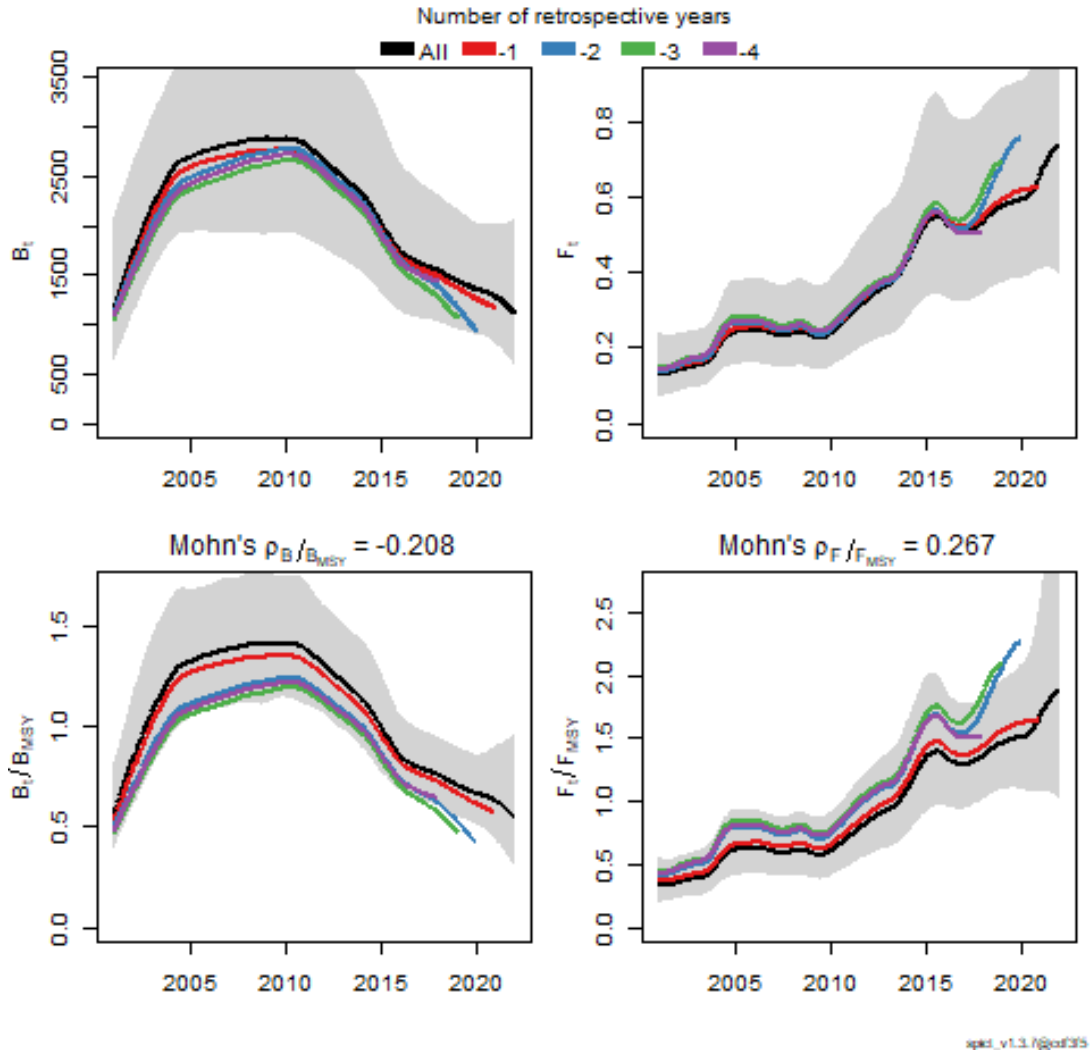 Number of retrospective years
All -1 -2 -3 -4
3500
2500
1500
500
0
Bt
2005 2010 2015 2020
0.8
0.6
0.4
0.2
0.0
Ft
2005 2010 2015 2020
Mohn's ρB/BMSY = -0.208
1.5
1.0
0.5
0.0
Bt/BMSY
2005 2010 2015 2020
Mohn's ρF/FMSY = 0.267
2.5
2.0
1.5
1.0
0.5
0.0
Ft/FMSY
2005 2010 2015 2020